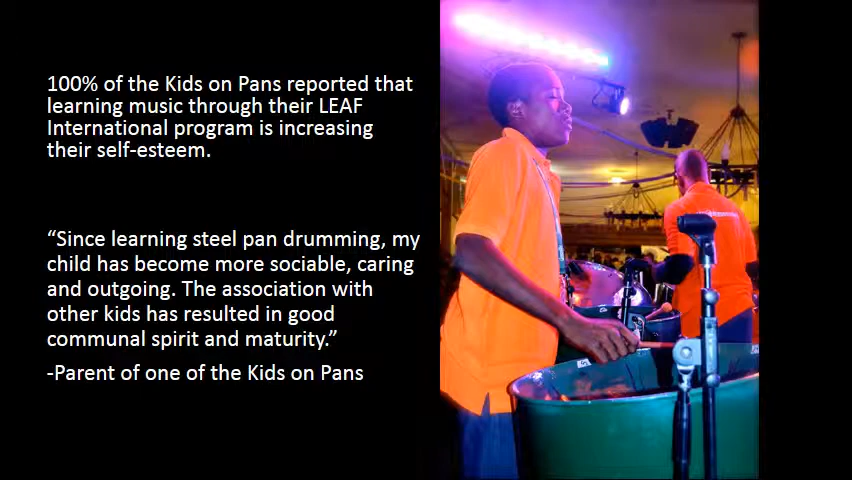 100% of the Kids on Pans reported that
learning music through their LEAF
International program is increasing
their self-esteem.
“Since learning steel pan drumming, my
child has become more sociable, caring
and outgoing. The association with
other kids has resulted in good
communal spirit and maturity.”
-Parent of one of the Kids on Pans